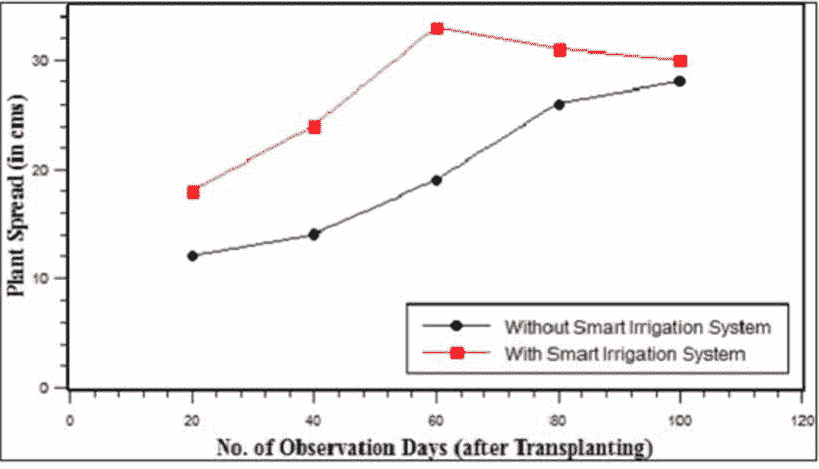 Plant Spread (in cms)
30
20
10
0
0 20 40 60 80 100 120
No. of Observation Days (after Transplanting)
Without Smart Irrigation System
With Smart Irrigation System